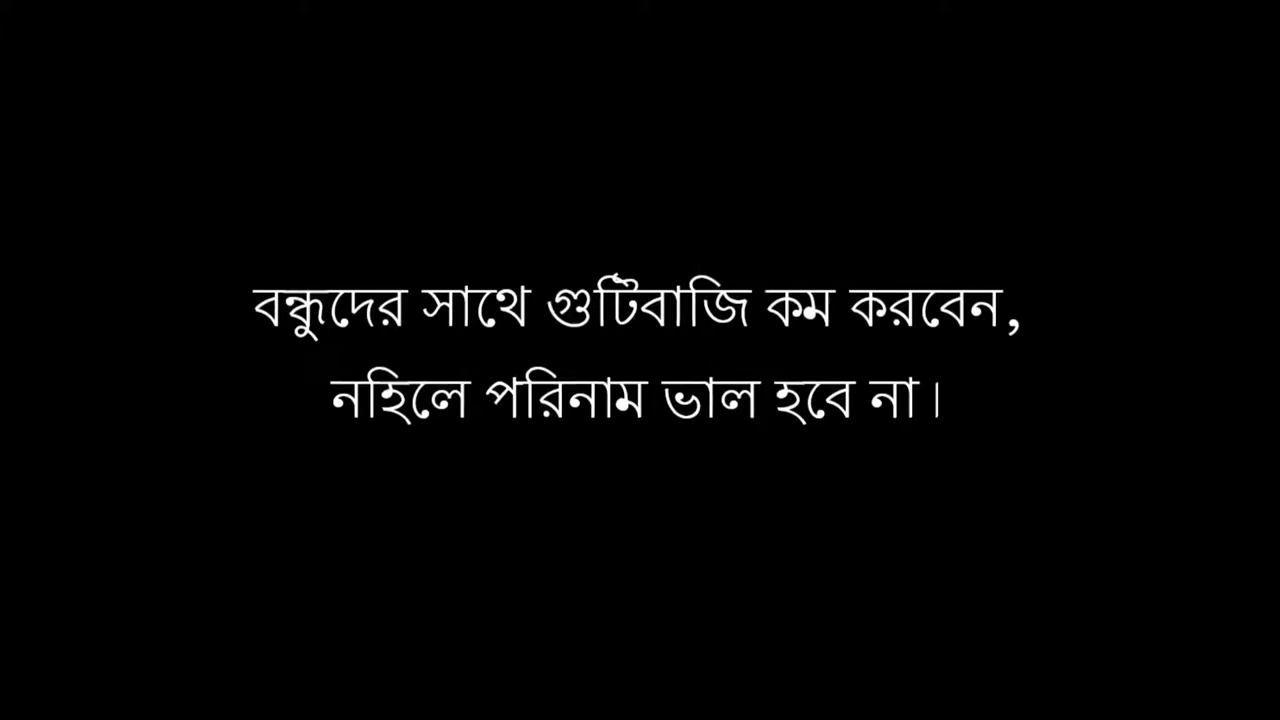 বন্ধুদের সাথে গুটিবাজি কম করবেন,
নহিলে পরিনাম ভাল হবে না।